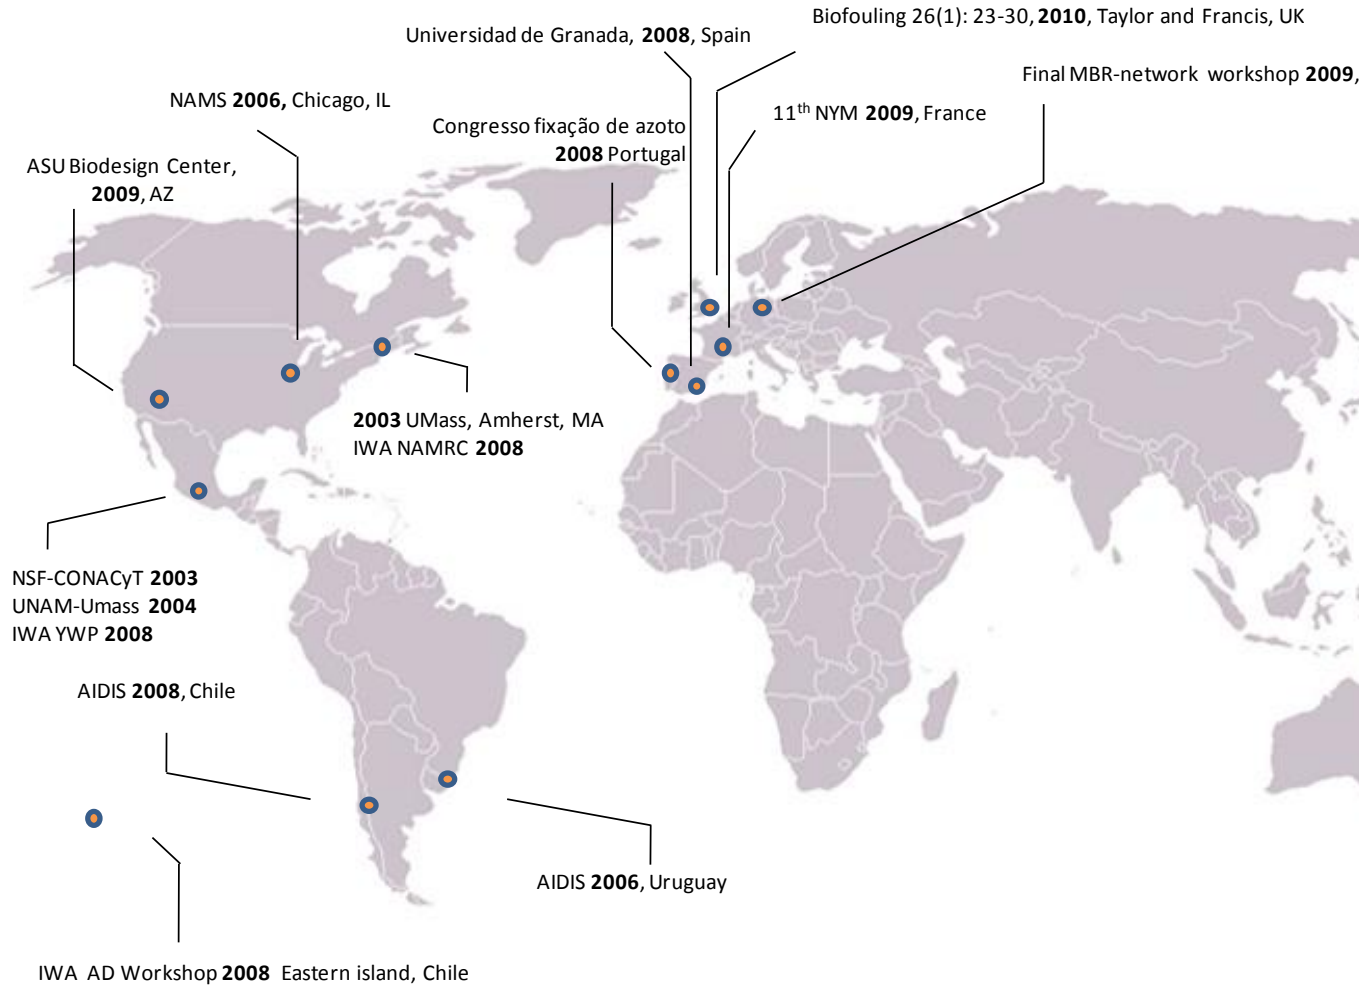 Biofouling 26(1): 23-30, 2010, Taylor and Francis, UK
Universidad de Granada, 2008, Spain
Final MBR-network workshop 2009,
NAMS 2006, Chicago, IL
11th NYM 2009, France
Congresso fixação de azoto
2008 Portugal
ASU Biodesign Center,
2009, AZ
2003 UMass, Amherst, MA
IWA NAMRC 2008
NSF-CONACyT 2003
UNAM-Umass 2004
IWA YWP 2008
AIDIS 2008, Chile
AIDIS 2006, Uruguay
IWA AD Workshop 2008 Eastern island, Chile